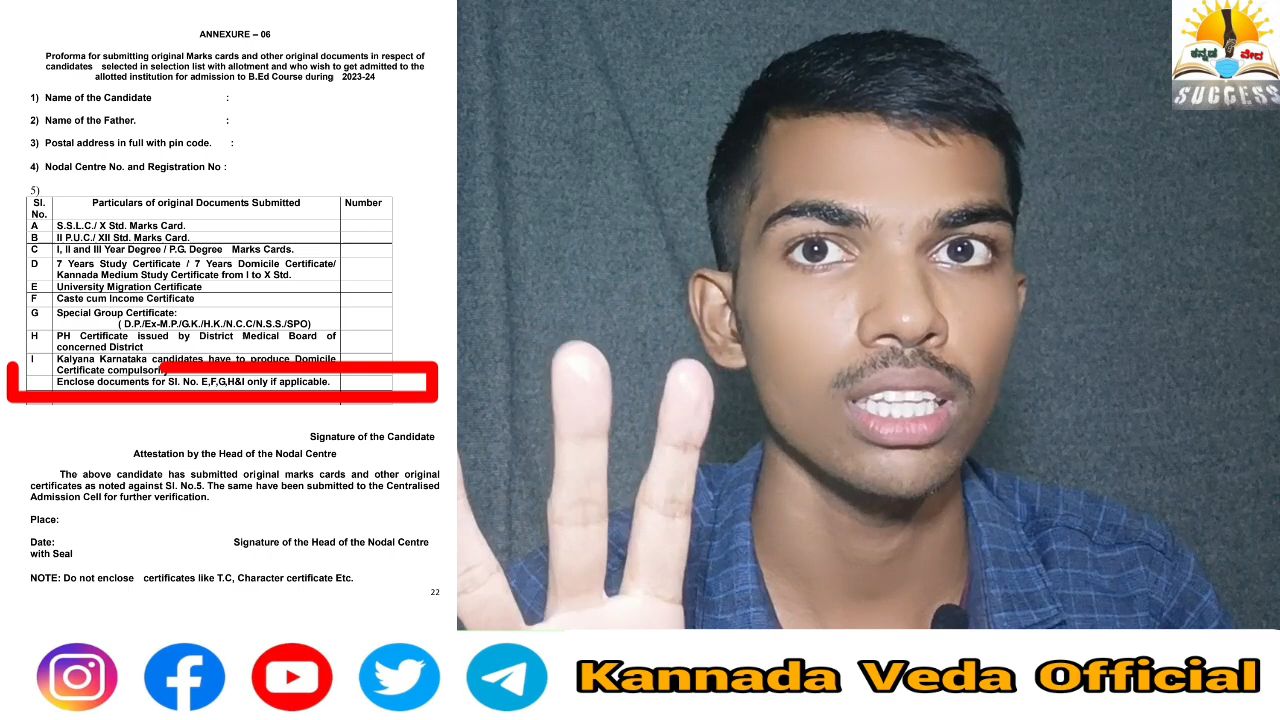 ANNEXURE – 06
Proforma for submitting original Marks cards and other original documents in respect of
candidates selected in selection list with allotment and who wish to get admitted to the
allotted institution for admission to B.Ed Course during 2023-24
1) Name of the Candidate :
2) Name of the Father. :
3) Postal address in full with pin code. :
4) Nodal Centre No. and Registration No :
5)
Sl. No. Particulars of original Documents Submitted Number
A S.S.L.C./ X Std. Marks Card.
B II P.U.C./ XII Std. Marks Card.
C I, II and III Year Degree / P.G. Degree Marks Cards.
D 7 Years Study Certificate / 7 Years Domicile Certificate/
Kannada Medium Study Certificate from I to X Std.
E University Migration Certificate
F Caste cum Income Certificate
G Special Group Certificate:
( D.P./Ex-M.P./G.K./H.K./N.C.C/N.S.S./SPO)
H PH Certificate issued by District Medical Board of
concerned District
I Kalyana Karnataka candidates have to produce Domicile
Certificate compulsorily
Enclose documents for Sl. No. E,F,G,H&I only if applicable.
Signature of the Candidate
Attestation by the Head of the Nodal Centre
The above candidate has submitted original marks cards and other original
certificates as noted against Sl. No.5. The same have been submitted to the Centralised
Admission Cell for further verification.
Place:
Date: Signature of the Head of the Nodal Centre
with Seal
NOTE: Do not enclose certificates like T.C, Character certificate Etc.
22
ಕನ್ನಡ ವೇದ
SUCCESS
Kannada Veda Official